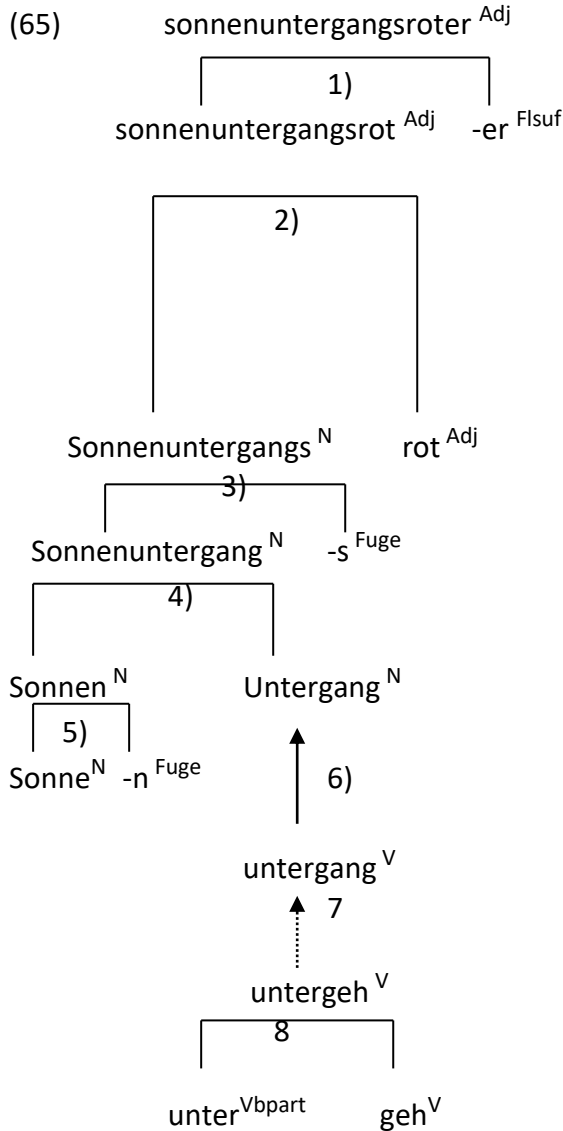 (65) sonnenuntergangsroter Adj
1)
sonnenuntergangsrot Adj -er Flsuf
2)
Sonnenuntergangs N rot Adj
3)
Sonnenuntergang N -s Fuge
4)
Sonnen N Untergang N
5)
Sonne N -n Fuge 6)
untergang V
7
untergeh V
8
unter Vbpart geh V